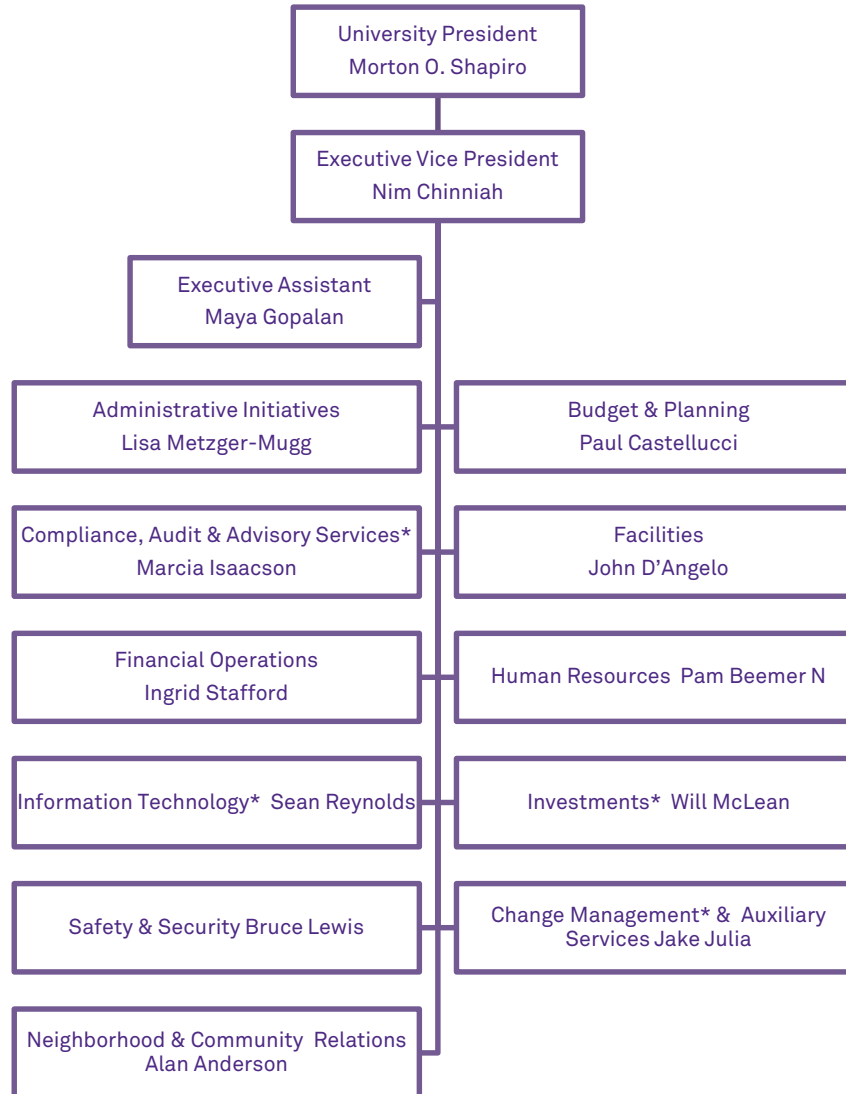 University President
Morton O. Shapiro
Executive Vice President
Nim Chinniah
Executive Assistant
Maya Gopalan
Administrative Initiatives
Lisa Metzger-Mugg
Budget & Planning
Paul Castellucci
Compliance, Audit & Advisory Services*
Marcia Isaacson
Facilities
John D’Angelo
Financial Operations
Ingrid Stafford
Human Resources  Pam Beemer N
Information Technology*  Sean Reynolds
Investments*  Will McLean
Safety & Security Bruce Lewis
Change Management* &  Auxiliary
Services Jake Julia
Neighborhood & Community  Relations
Alan Anderson